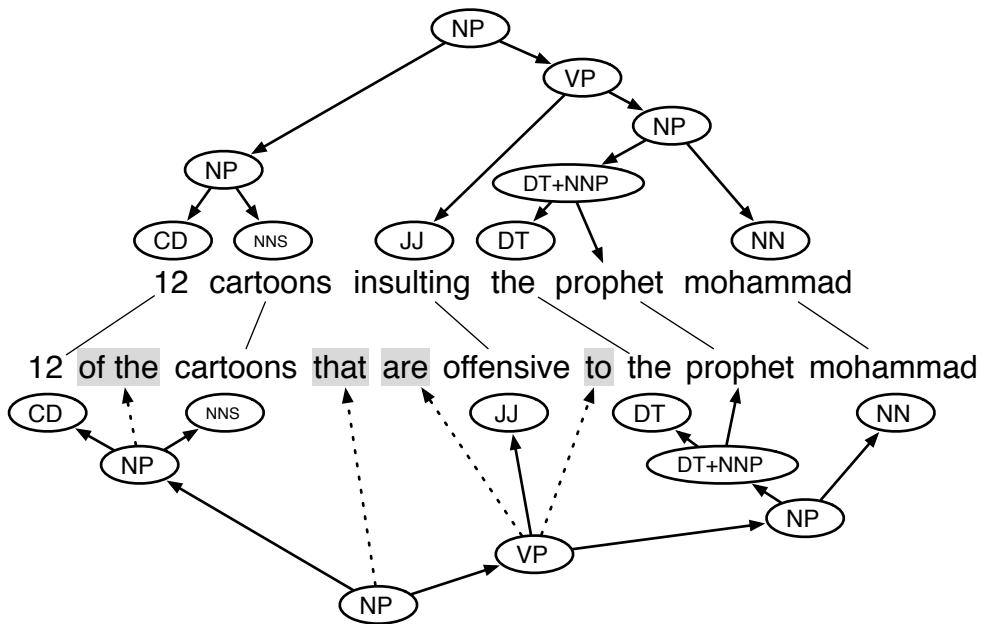 NP
VP
NP
NP
DT+NNP
CD NNS JJ DT NN
12 cartoons insulting the prophet mohammad
12 of the cartoons that are offensive to the prophet mohammad
CD NNS JJ DT NN
NP DT+NNP
NP
VP
NP